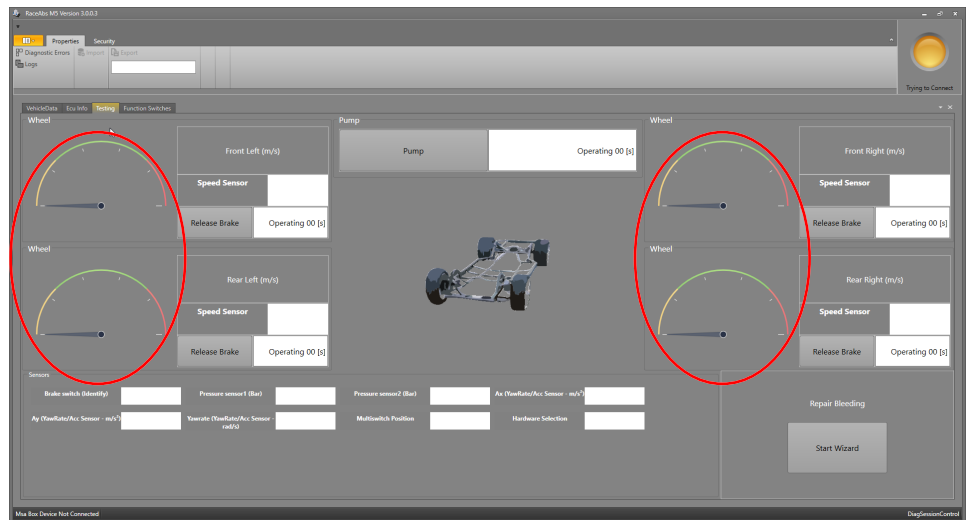 RaceAbs M5 Version 3.0.0.3
Properties Security
Diagnostic Errors Import Export
Logs
Trying to Connect
VehicleData Ecu Info Testing Function Switches
Wheel
Front Left (m/s)
Speed Sensor
Release Brake Operating 00 [s]
Wheel
Rear Left (m/s)
Speed Sensor
Release Brake Operating 00 [s]
Pump
Pump Operating 00 [s]
Wheel
Front Right (m/s)
Speed Sensor
Release Brake Operating 00 [s]
Wheel
Rear Right (m/s)
Speed Sensor
Release Brake Operating 00 [s]
Sensors
Brake switch (Identify) Pressure sensor1 (Bar) Pressure sensor2 (Bar) Ax (YawRate/Acc Sensor - m/s²)
Ay (YawRate/Acc Sensor - m/s²) Yawrate (YawRate/Acc Sensor - Multiswitch Position Hardware Selection
rad/s)
Repair Bleeding
Start Wizard
Msa Box Device Not Connected DiagSessionControl